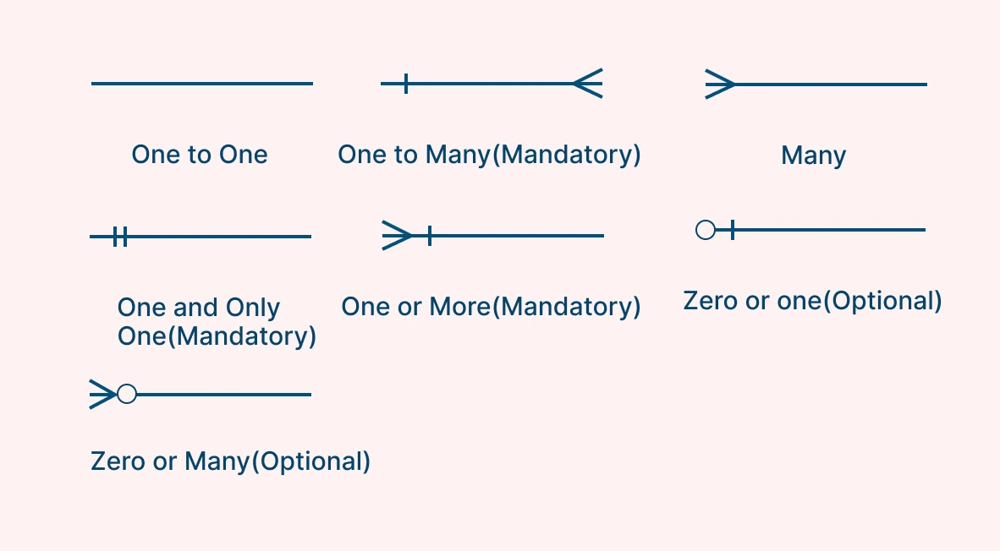 One to One
One to Many(Mandatory)
Many
One and Only
One(Mandatory)
One or More(Mandatory)
Zero or one(Optional)
Zero or Many(Optional)